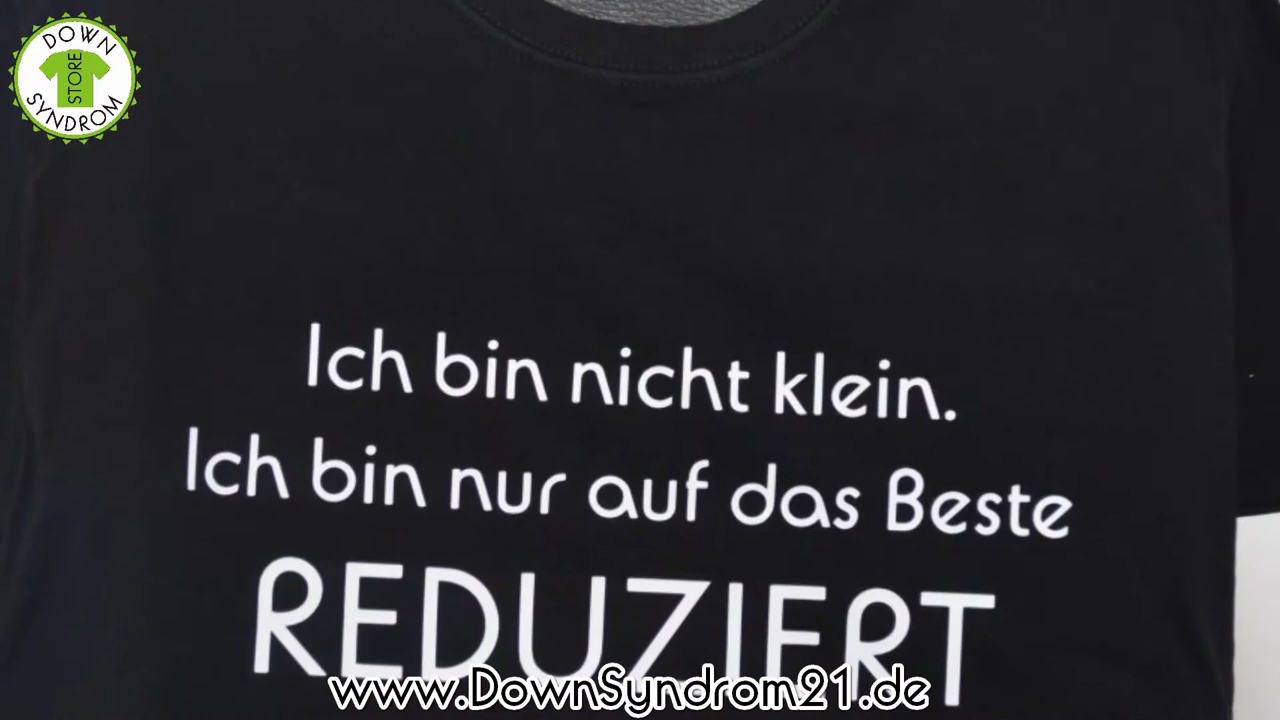 DOWN
STORE
SYNDROM
Ich bin nicht klein.
Ich bin nur auf das Beste
REDUZIERT
www.DownSyndrom21.de